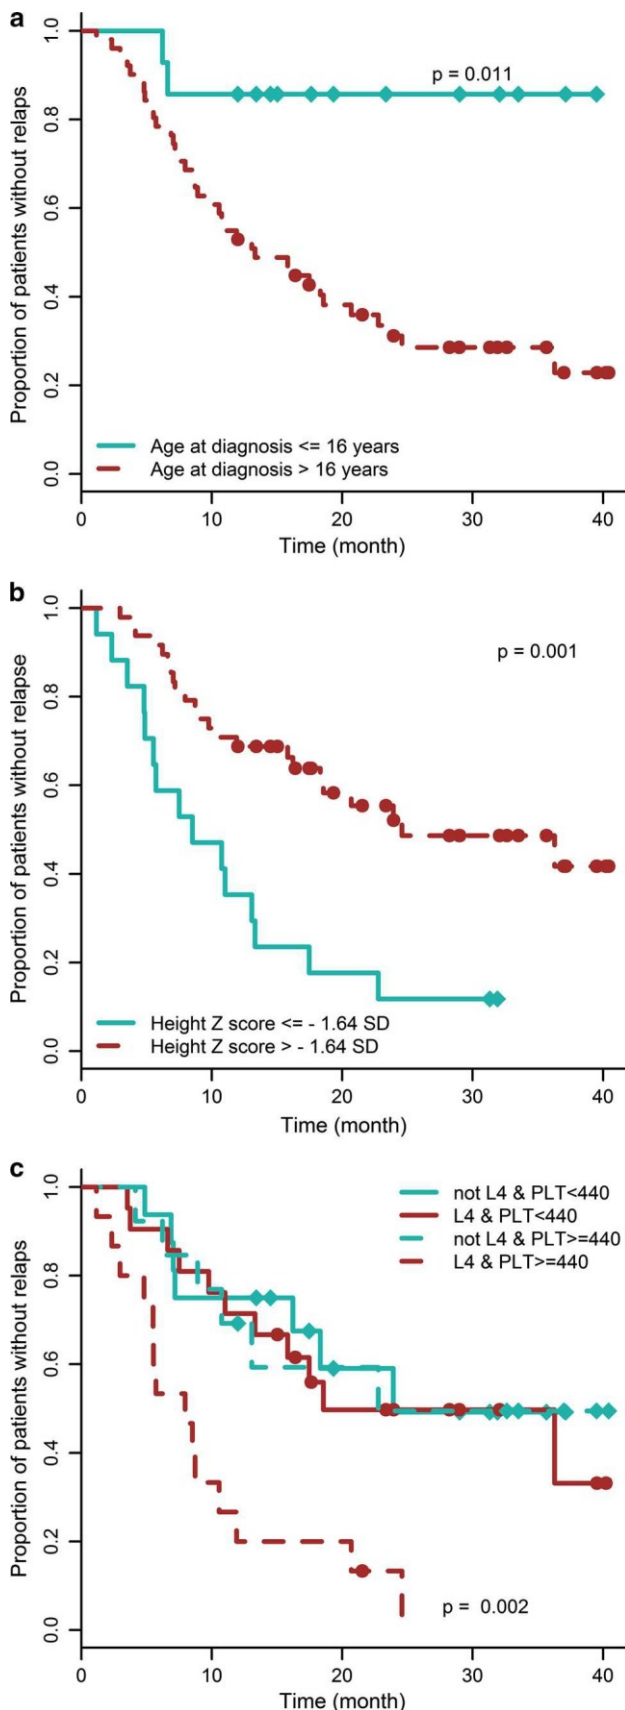 a
Proportion of patients without relaps
1.0
0.8
0.6
0.4
0.2
0.0
p = 0.011
Age at diagnosis <= 16 years
Age at diagnosis > 16 years
0 10 20 30 40
Time (month)
b
Proportion of patients without relapse
1.0
0.8
0.6
0.4
0.2
0.0
p = 0.001
Height Z score <= - 1.64 SD
Height Z score > - 1.64 SD
0 10 20 30 40
Time (month)
c
Proportion of patients without relaps
1.0
0.8
0.6
0.4
0.2
0.0
not L4 & PLT<440
L4 & PLT<440
not L4 & PLT>=440
L4 & PLT>=440
p = 0.002
0 10 20 30 40
Time (month)